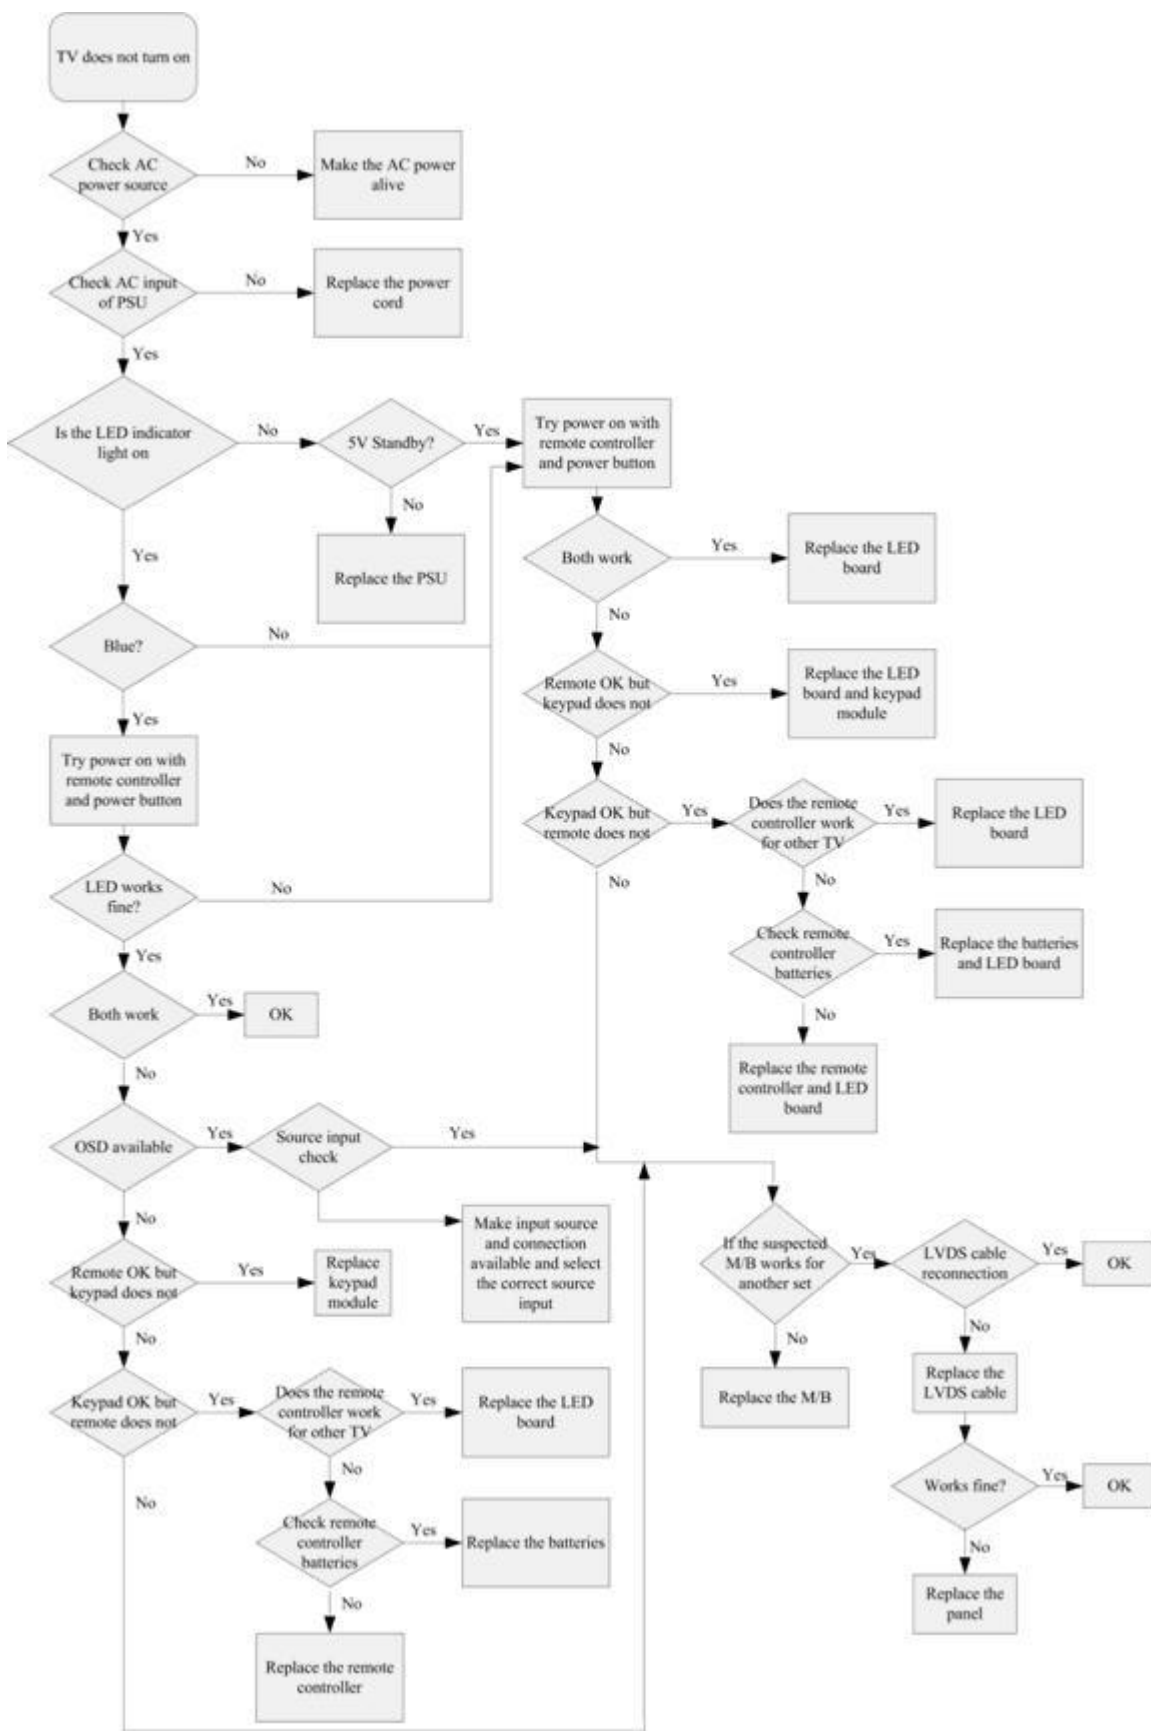 TV does not turn on
Check AC
power source
No
Make the AC power
alive
Yes
Check AC input
of PSU
No
Replace the power
cord
Yes
Is the LED indicator
light on
No
5V Standby?
Yes
Try power on with
remote controller
and power button
No
Replace the PSU
Both work
Yes
Replace the LED
board
Yes
No
Blue?
No
Remote OK but
keypad does not
Yes
Replace the LED
board and keypad
module
Yes
No
Try power on with
remote controller
and power button
Keypad OK but
remote does not
Yes
Does the remote
controller work
for other TV
Yes
Replace the LED
board
LED works
fine?
No
No
No
Check remote
controller
batteries
Yes
Replace the batteries
and LED board
Yes
Both work
Yes
OK
No
Replace the remote
controller and LED
board
No
OSD available
Yes
Source input
check
Yes
No
Make input source
and connection
available and select
the correct source
input
If the suspected
M/B works for
another set
Yes
LVDS cable
reconnection
Yes
OK
Remote OK but
keypad does not
Yes
Replace
keypad
module
No
No
No
Replace the M/B
Replace the
LVDS cable
Keypad OK but
remote does not
Yes
Does the remote
controller work
for other TV
Yes
Replace the LED
board
Works fine?
Yes
OK
No
No
Check remote
controller
batteries
Yes
Replace the batteries
No
Replace the
panel
No
Replace the remote
controller